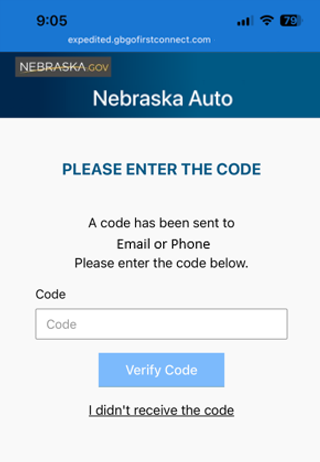 9:05
79
expedited.gbgofirstconnect.com
NEBRASKA.GOV
Nebraska Auto
PLEASE ENTER THE CODE
A code has been sent to
Email or Phone
Please enter the code below.
Code
Code
Verify Code
I didn't receive the code